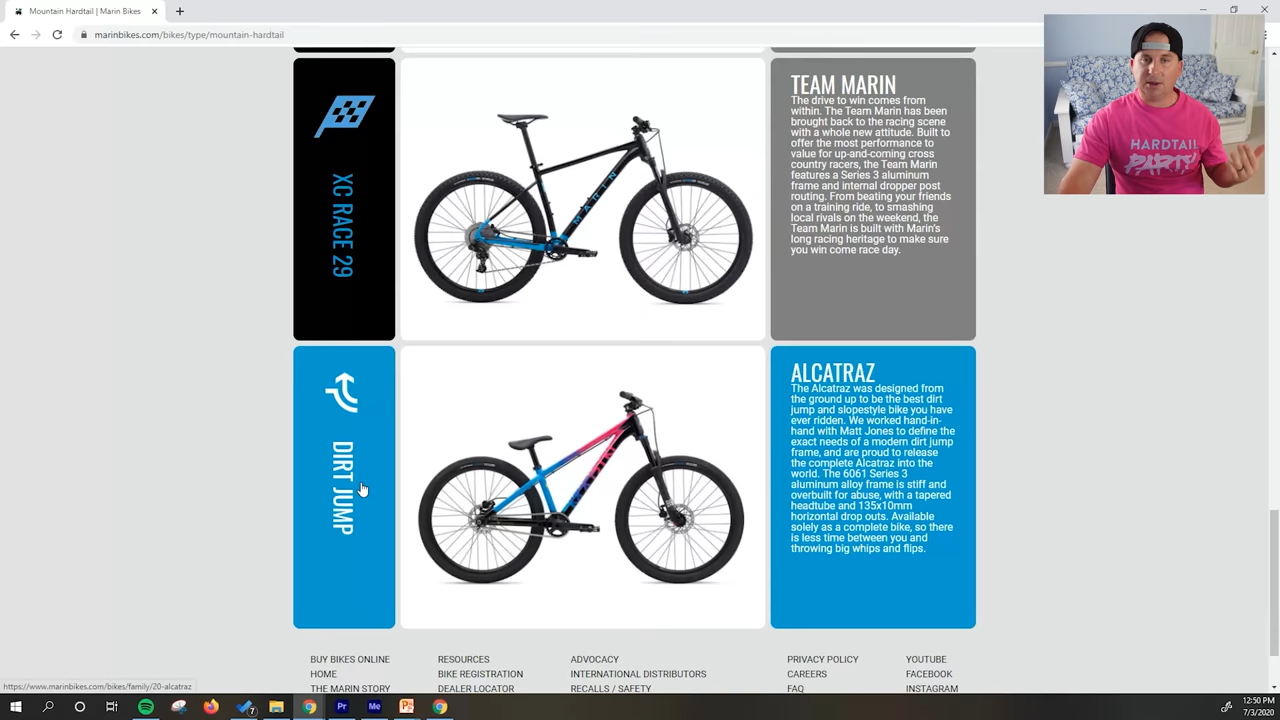 Mountain Hardtail | Marin Bikes
marinbikes.com/bikes/type/mountain-hardtail
XC RACE 29
MARIN
TEAM MARIN
The drive to win comes from
within. The Team Marin has been
brought back to the racing scene
with a whole new attitude. Built to
offer the most performance to
value for up-and-coming cross
country racers, the Team Marin
features a Series 3 aluminum
frame and internal dropper post
routing. From beating your friends
on a training ride, to smashing
local rivals on the weekend, the
Team Marin is built with Marin's
long racing heritage to make sure
you win come race day.
HARDTAIL
PARTY
DIRT JUMP
MARIN
ALCATRAZ
The Alcatraz was designed from
the ground up to be the best dirt
jump and slopestyle bike you have
ever ridden. We worked hand-in-
hand with Matt Jones to define the
exact needs of a modern dirt jump
frame, and are proud to release
the complete Alcatraz into the
world. The 6061 Series 3
aluminum alloy frame is stiff and
overbuilt for abuse, with a tapered
headtube and 135x10mm
horizontal drop outs. Available
solely as a complete bike, so there
is less time between you and
throwing big whips and flips.
BUY BIKES ONLINE
HOME
THE MARIN STORY
RESOURCES
BIKE REGISTRATION
DEALER LOCATOR
ADVOCACY
INTERNATIONAL DISTRIBUTORS
RECALLS / SAFETY
PRIVACY POLICY
CAREERS
FAQ
YOUTUBE
FACEBOOK
INSTAGRAM
https://www.marinbikes.com/bikes/family/20-alcatraz
7
Pr
Me
P
12:50 PM
7/3/2020